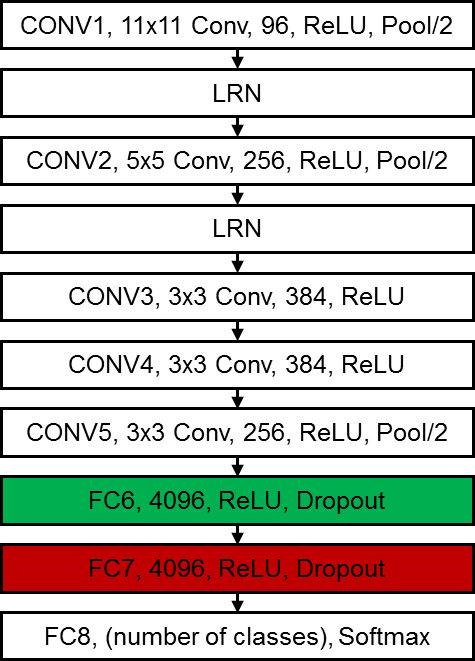 CONV1, 11x11 Conv, 96, ReLU, Pool/2
LRN
CONV2, 5x5 Conv, 256, ReLU, Pool/2
LRN
CONV3, 3x3 Conv, 384, ReLU
CONV4, 3x3 Conv, 384, ReLU
CONV5, 3x3 Conv, 256, ReLU, Pool/2
FC6, 4096, ReLU, Dropout
FC7, 4096, ReLU, Dropout
FC8, (number of classes), Softmax